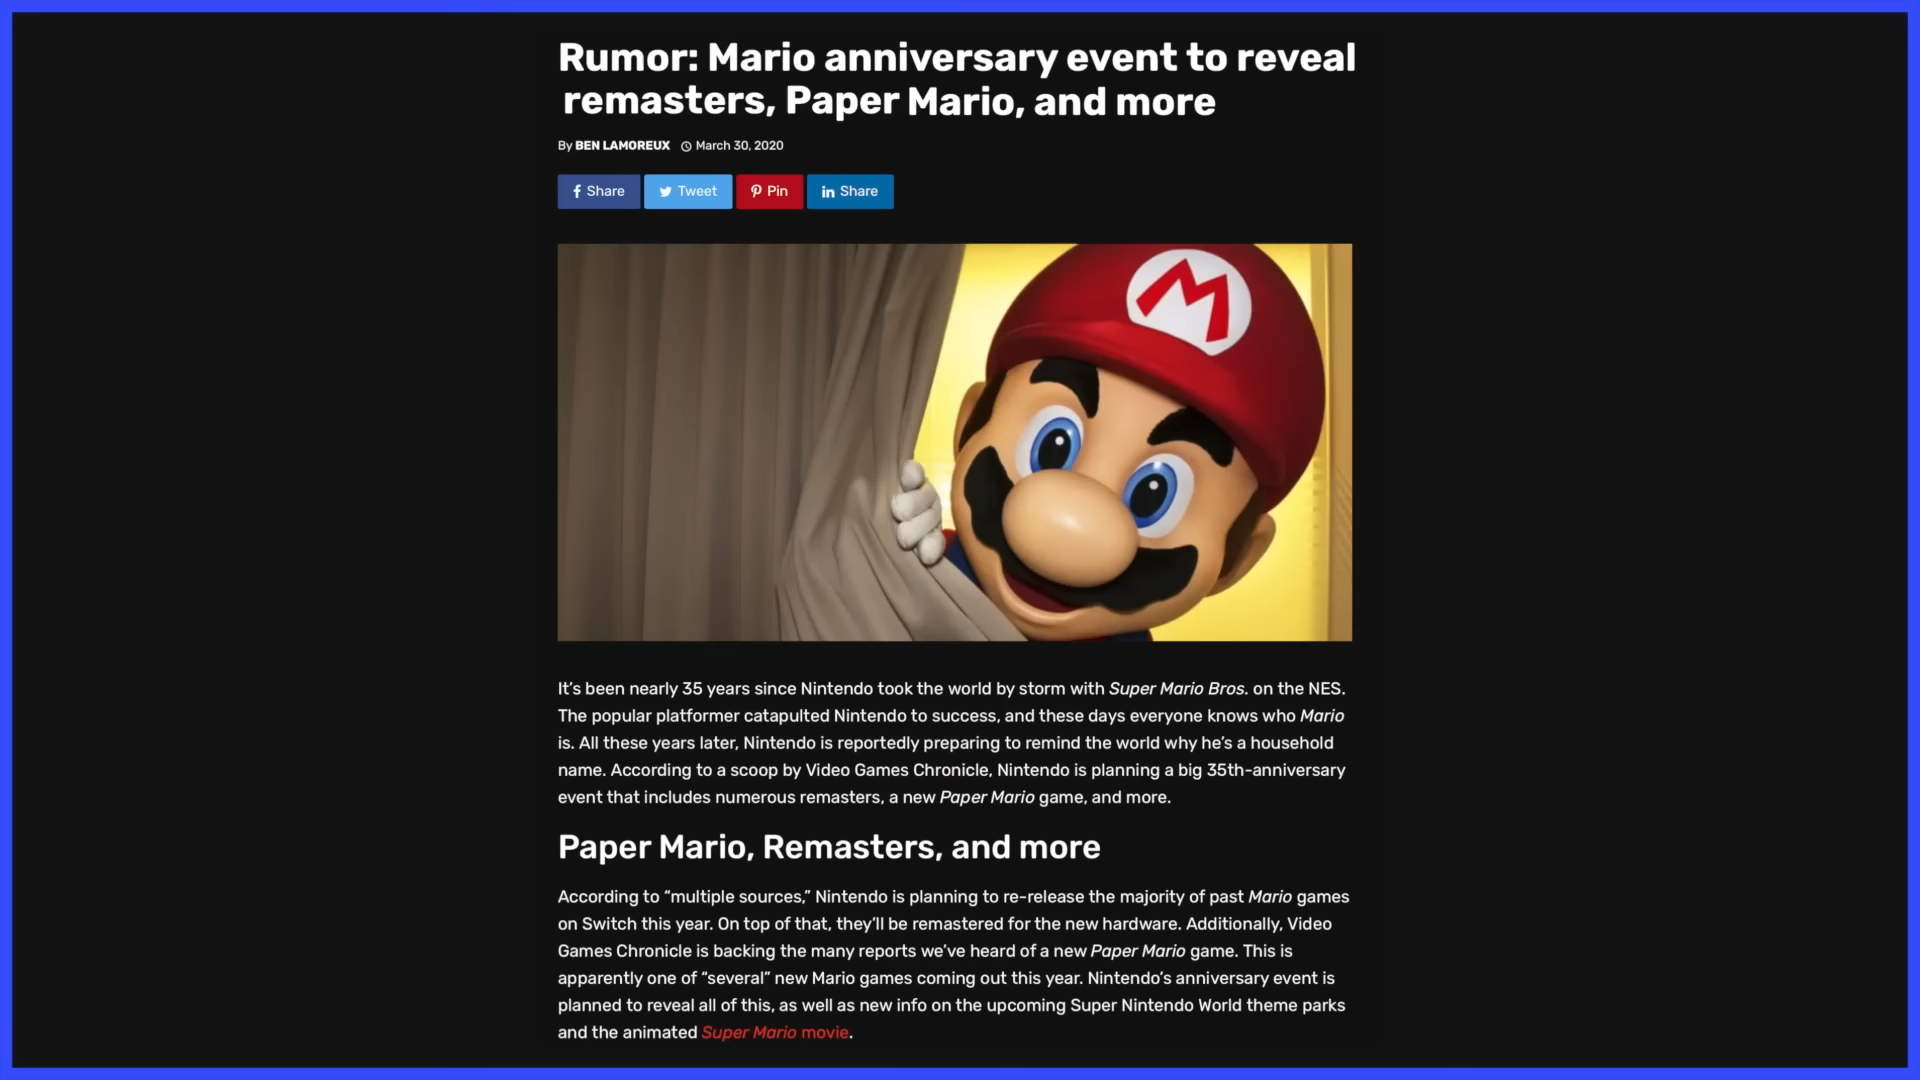 Rumor: Mario anniversary event to reveal
remasters, Paper Mario, and more
By BEN LAMOREUX March 30, 2020
Share Tweet Pin Share
M
It's been nearly 35 years since Nintendo took the world by storm with Super Mario Bros. on the NES.
The popular platformer catapulted Nintendo to success, and these days everyone knows who Mario
is. All these years later, Nintendo is reportedly preparing to remind the world why he's a household
name. According to a scoop by Video Games Chronicle, Nintendo is planning a big 35th-anniversary
event that includes numerous remasters, a new Paper Mario game, and more.
Paper Mario, Remasters, and more
According to “multiple sources,” Nintendo is planning to re-release the majority of past Mario games
on Switch this year. On top of that, they'll be remastered for the new hardware. Additionally, Video
Games Chronicle is backing the many reports we've heard of a new Paper Mario game. This is
apparently one of “several” new Mario games coming out this year. Nintendo's anniversary event is
planned to reveal all of this, as well as new info on the upcoming Super Nintendo World theme parks
and the animated Super Mario movie.